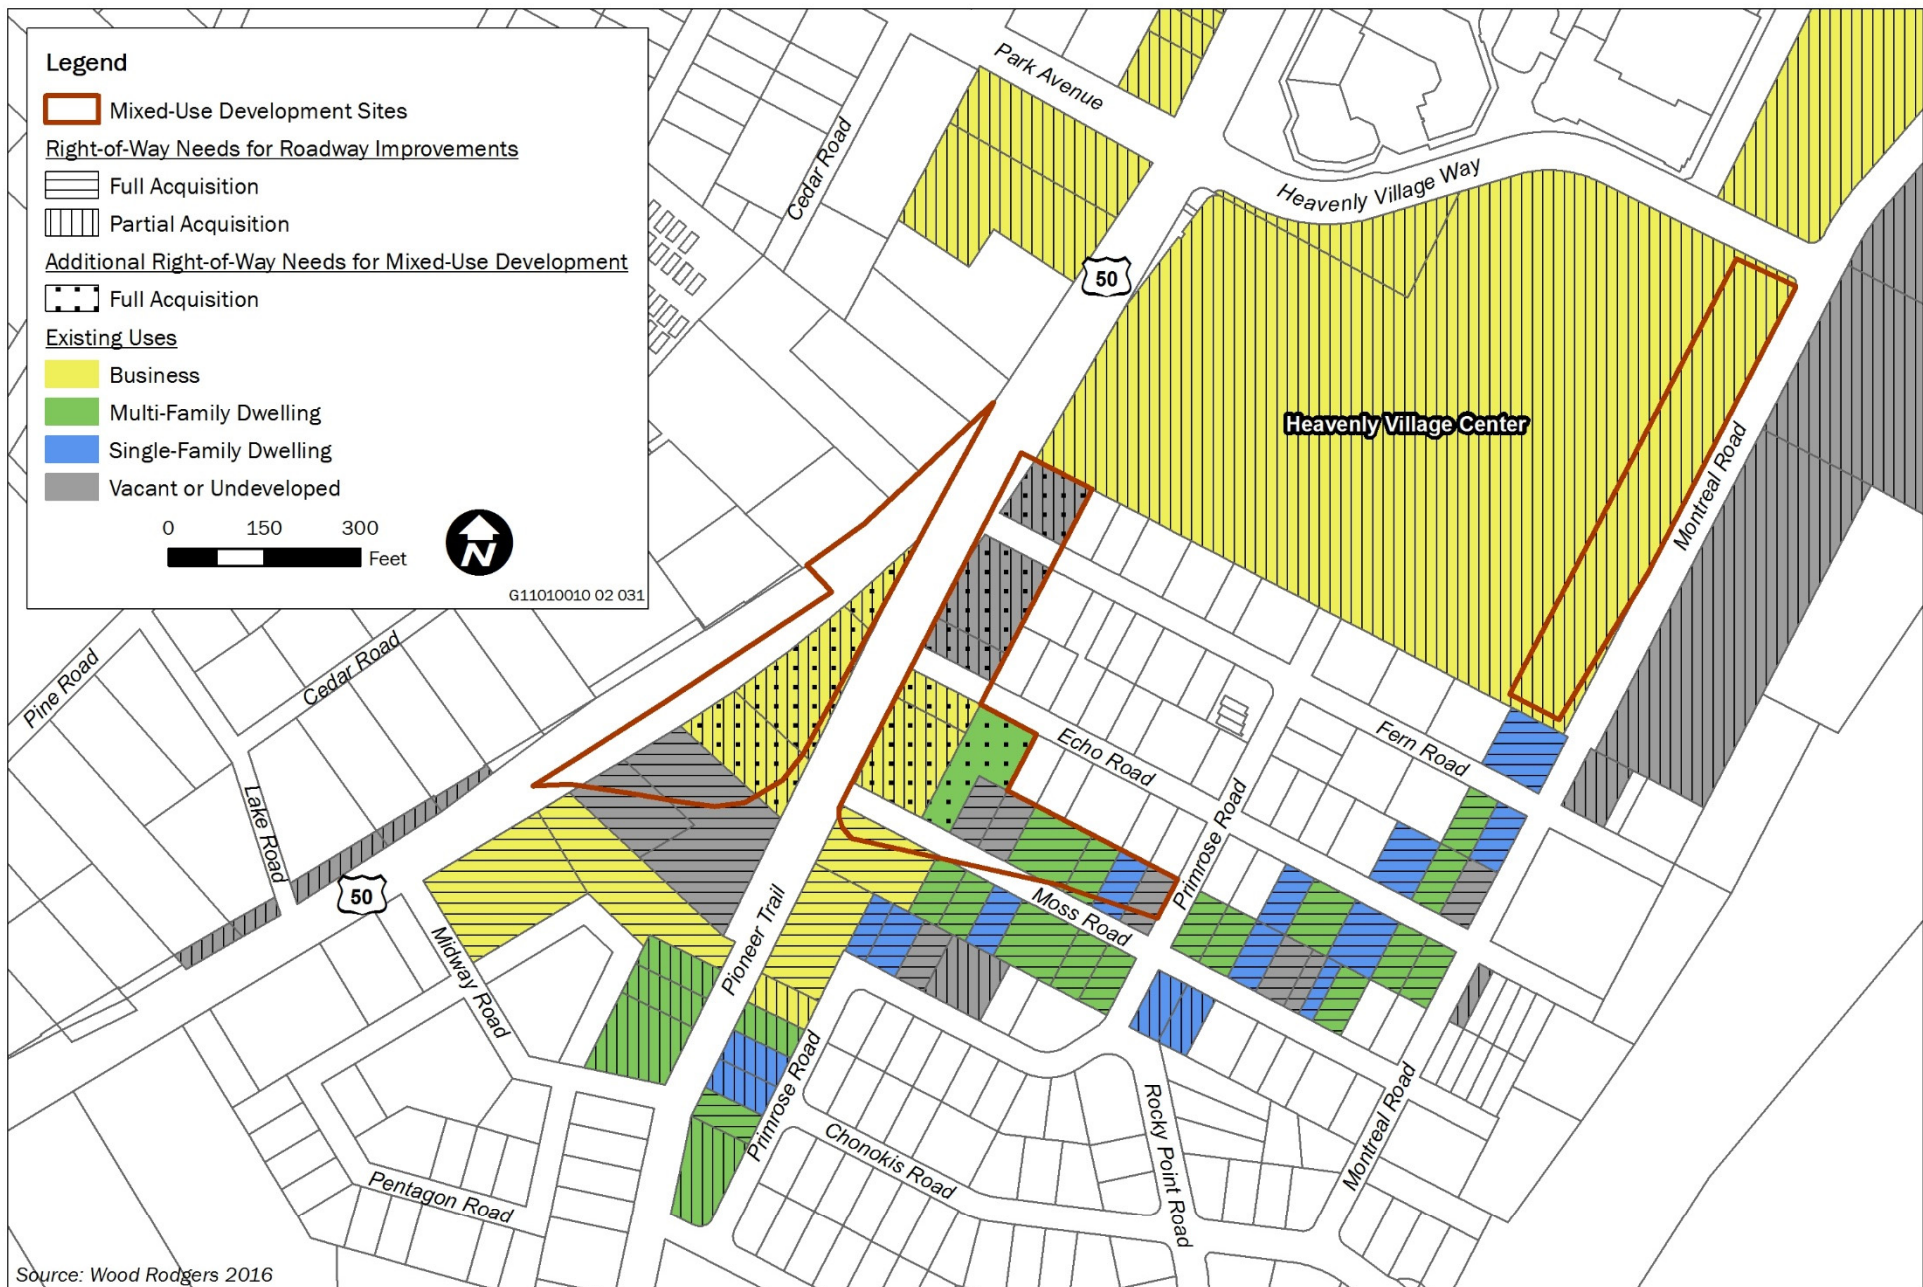 Legend
Mixed-Use Development Sites
Right-of-Way Needs for Roadway Improvements
Full Acquisition
Partial Acquisition
Additional Right-of-Way Needs for Mixed-Use Development
Full Acquisition
Existing Uses
Business
Multi-Family Dwelling
Single-Family Dwelling
Vacant or Undeveloped
0 150 300
Feet
N
G11010010 02 031
Park Avenue
Cedar Road
Heavenly Village Way
50
Heavenly Village Center
Montreal Road
Pine Road
Cedar Road
Lake Road
50
Midway Road
Pioneer Trail
Echo Road
Fern Road
Primrose Road
Moss Road
Primrose Road
Chonokis Road
Rocky Point Road
Montreal Road
Pentagon Road
Source: Wood Rodgers 2016